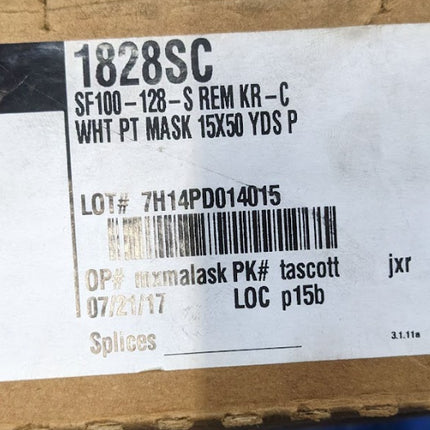 1828SC
SF100-128-S REM KR-C
WHT PT MASK 15X50 YDS P
LOT# 7H14PD014015
OP# mxmalask PK# tascott jxr
07/21/17 LOC p15b
Splices
3.1.11a